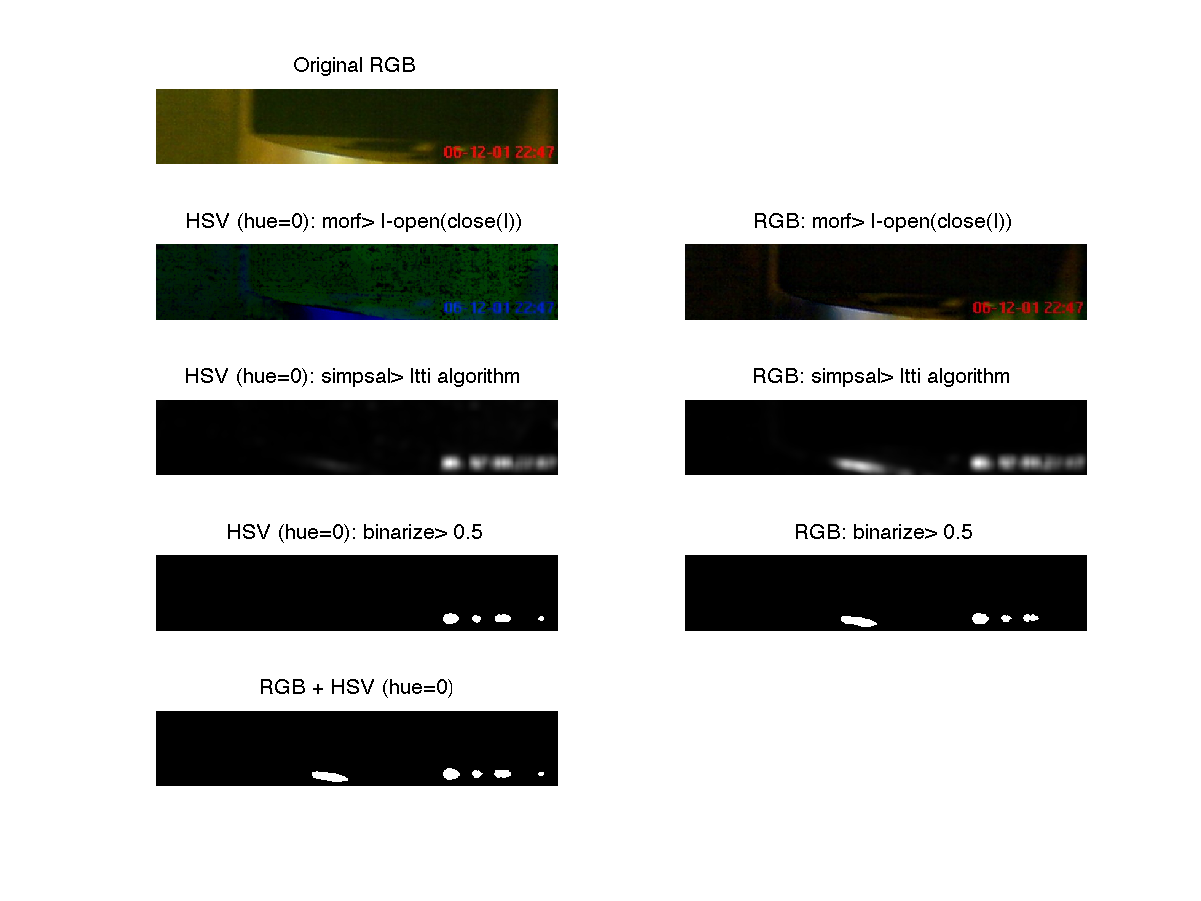 Original RGB
06-12-01 22:47
HSV (hue=0): morf> I-open(close(I))
RGB: morf> I-open(close(I))
06-12-01 22:47
06-12-01 22:47
HSV (hue=0): simpsal> Itti algorithm
RGB: simpsal> Itti algorithm
HSV (hue=0): binarize> 0.5
RGB: binarize> 0.5
RGB + HSV (hue=0)